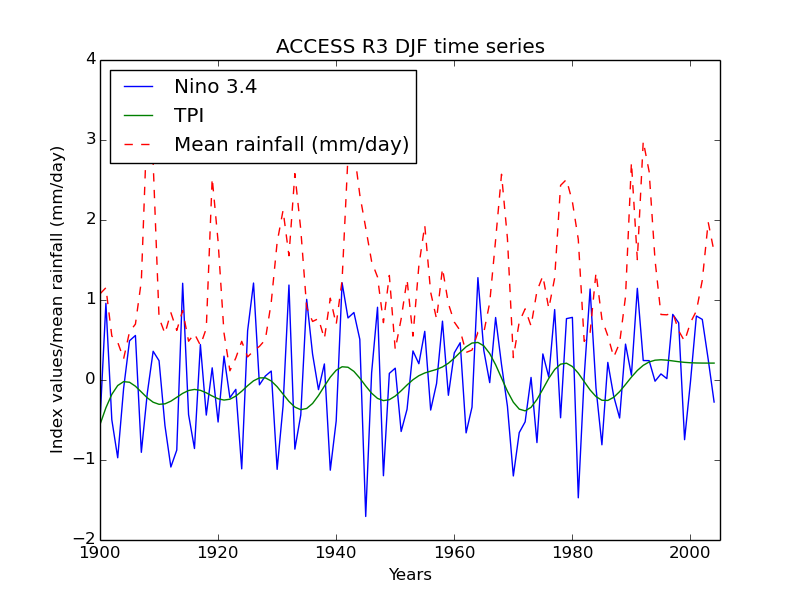 ACCESS R3 DJF time series
Nino 3.4
TPI
Mean rainfall (mm/day)
Index values/mean rainfall (mm/day)
4
3
2
1
0
−1
−2
1900 1920 1940 1960 1980 2000
Years